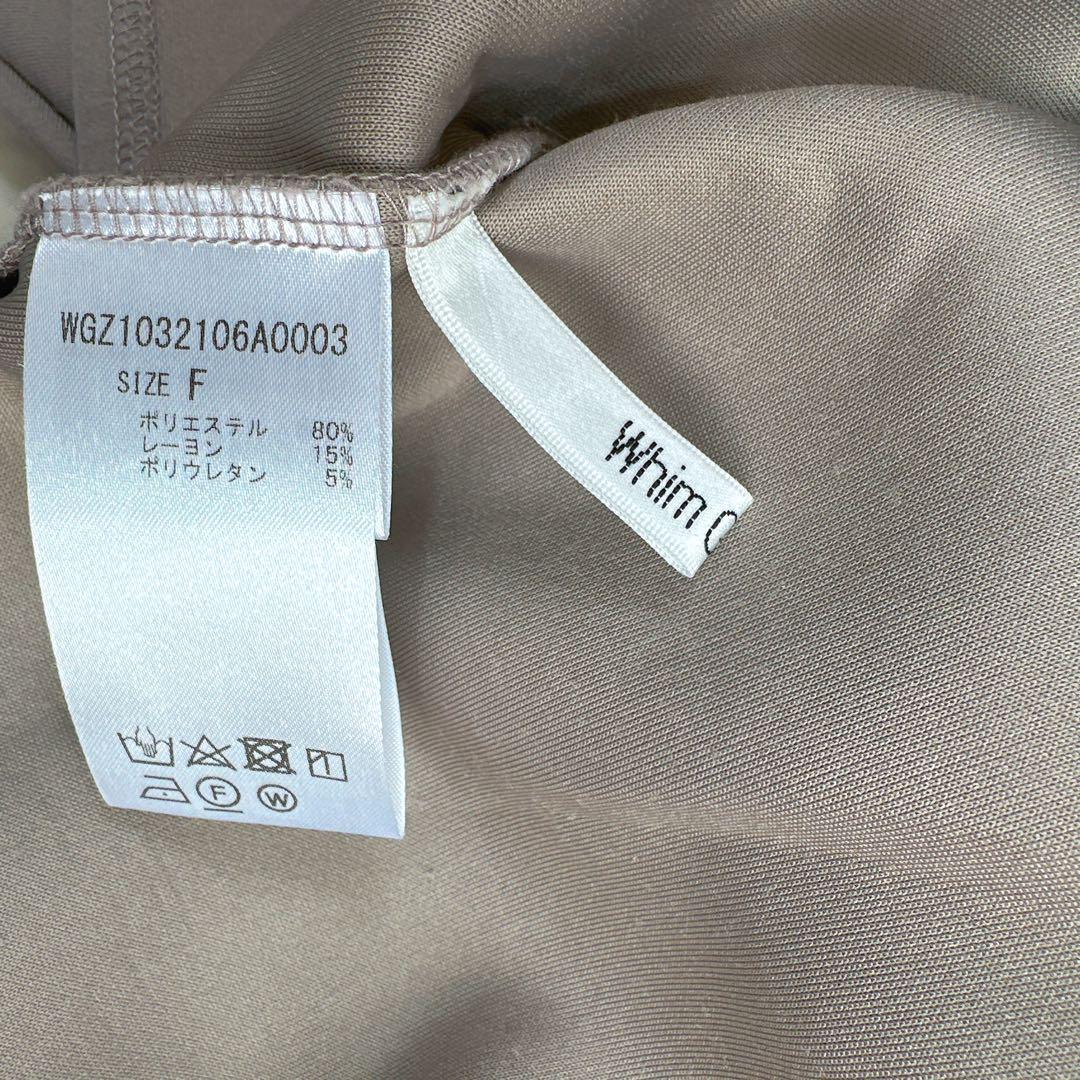 WGZ1032106A0003
SIZE F
ポリエステル 80%
レーヨン 15%
ポリウレタン 5%
F W
Whim